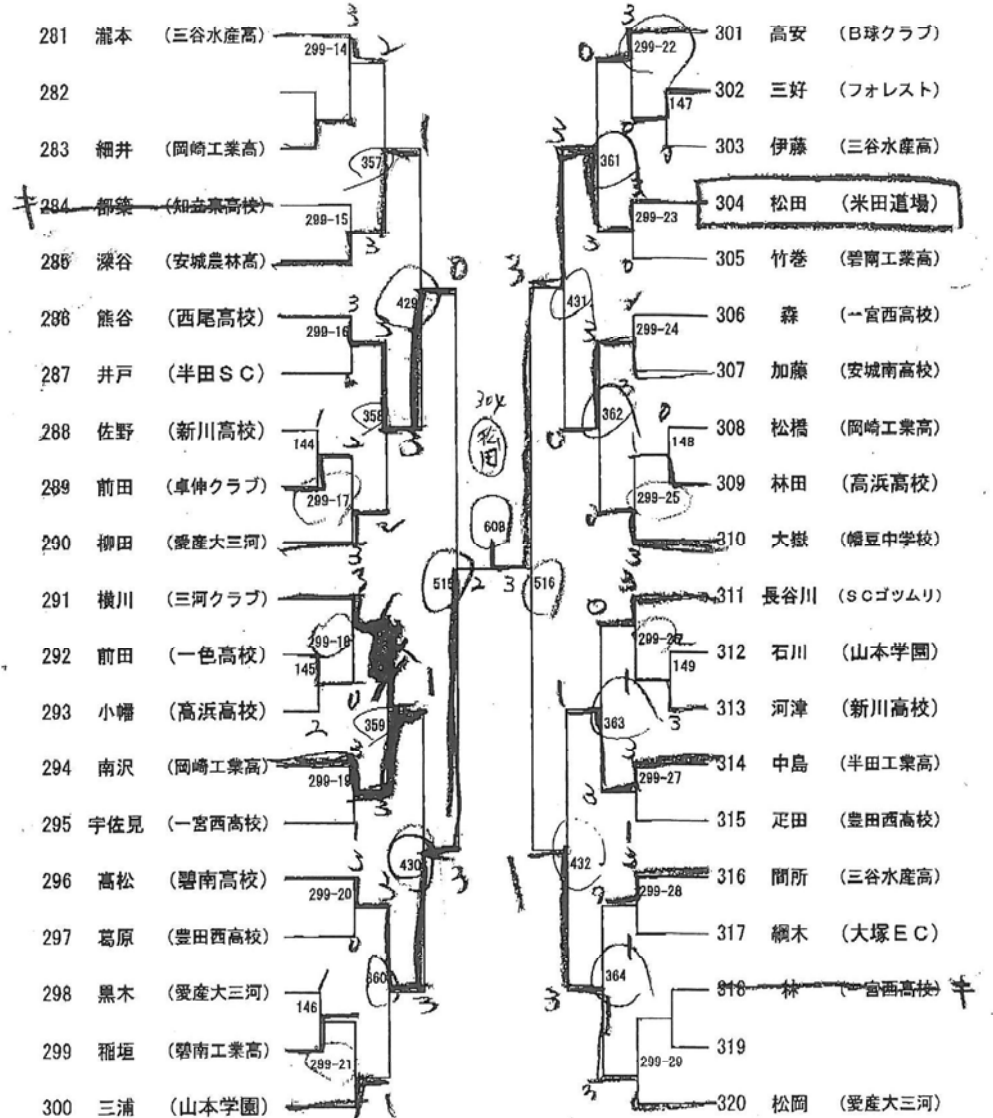 281 瀧本 (三谷水産高)
282
283 細井 (岡崎工業高)
キ 284 都築 (知立東高校)
285 深谷 (安城農林高)
286 熊谷 (西尾高校)
287 井戸 (半田SC)
288 佐野 (新川高校)
289 前田 (卓伸クラブ)
290 柳田 (愛産大三河)
291 横川 (三河クラブ)
292 前田 (一色高校)
293 小幡 (高浜高校)
294 南沢 (岡崎工業高)
295 宇佐見 (一宮西高校)
296 高松 (碧南高校)
297 葛原 (豊田西高校)
298 黒木 (愛産大三河)
299 稲垣 (碧南工業高)
300 三浦 (山本学園)
299-14
299-15
299-16
144
299-17
299-18
145
299-19
299-20
146
299-21
357
358
359
360
429
430
515
304
松田
608
2 3
516
431
432
361
362
363
364
299-22
147
299-23
299-24
148
299-25
299-26
149
299-27
299-28
299-29
301 高安 (B球クラブ)
302 三好 (フォレスト)
303 伊藤 (三谷水産高)
304 松田 (米田道場)
305 竹巻 (碧南工業高)
306 森 (一宮西高校)
307 加藤 (安城南高校)
308 松橋 (岡崎工業高)
309 林田 (高浜高校)
310 大嶽 (幡豆中学校)
311 長谷川 (SCゴツムリ)
312 石川 (山本学園)
313 河津 (新川高校)
314 中島 (半田工業高)
315 疋田 (豊田西高校)
316 間所 (三谷水産高)
317 綱木 (大塚EC)
318 林 (一宮西高校) キ
319
320 松岡 (愛産大三河)